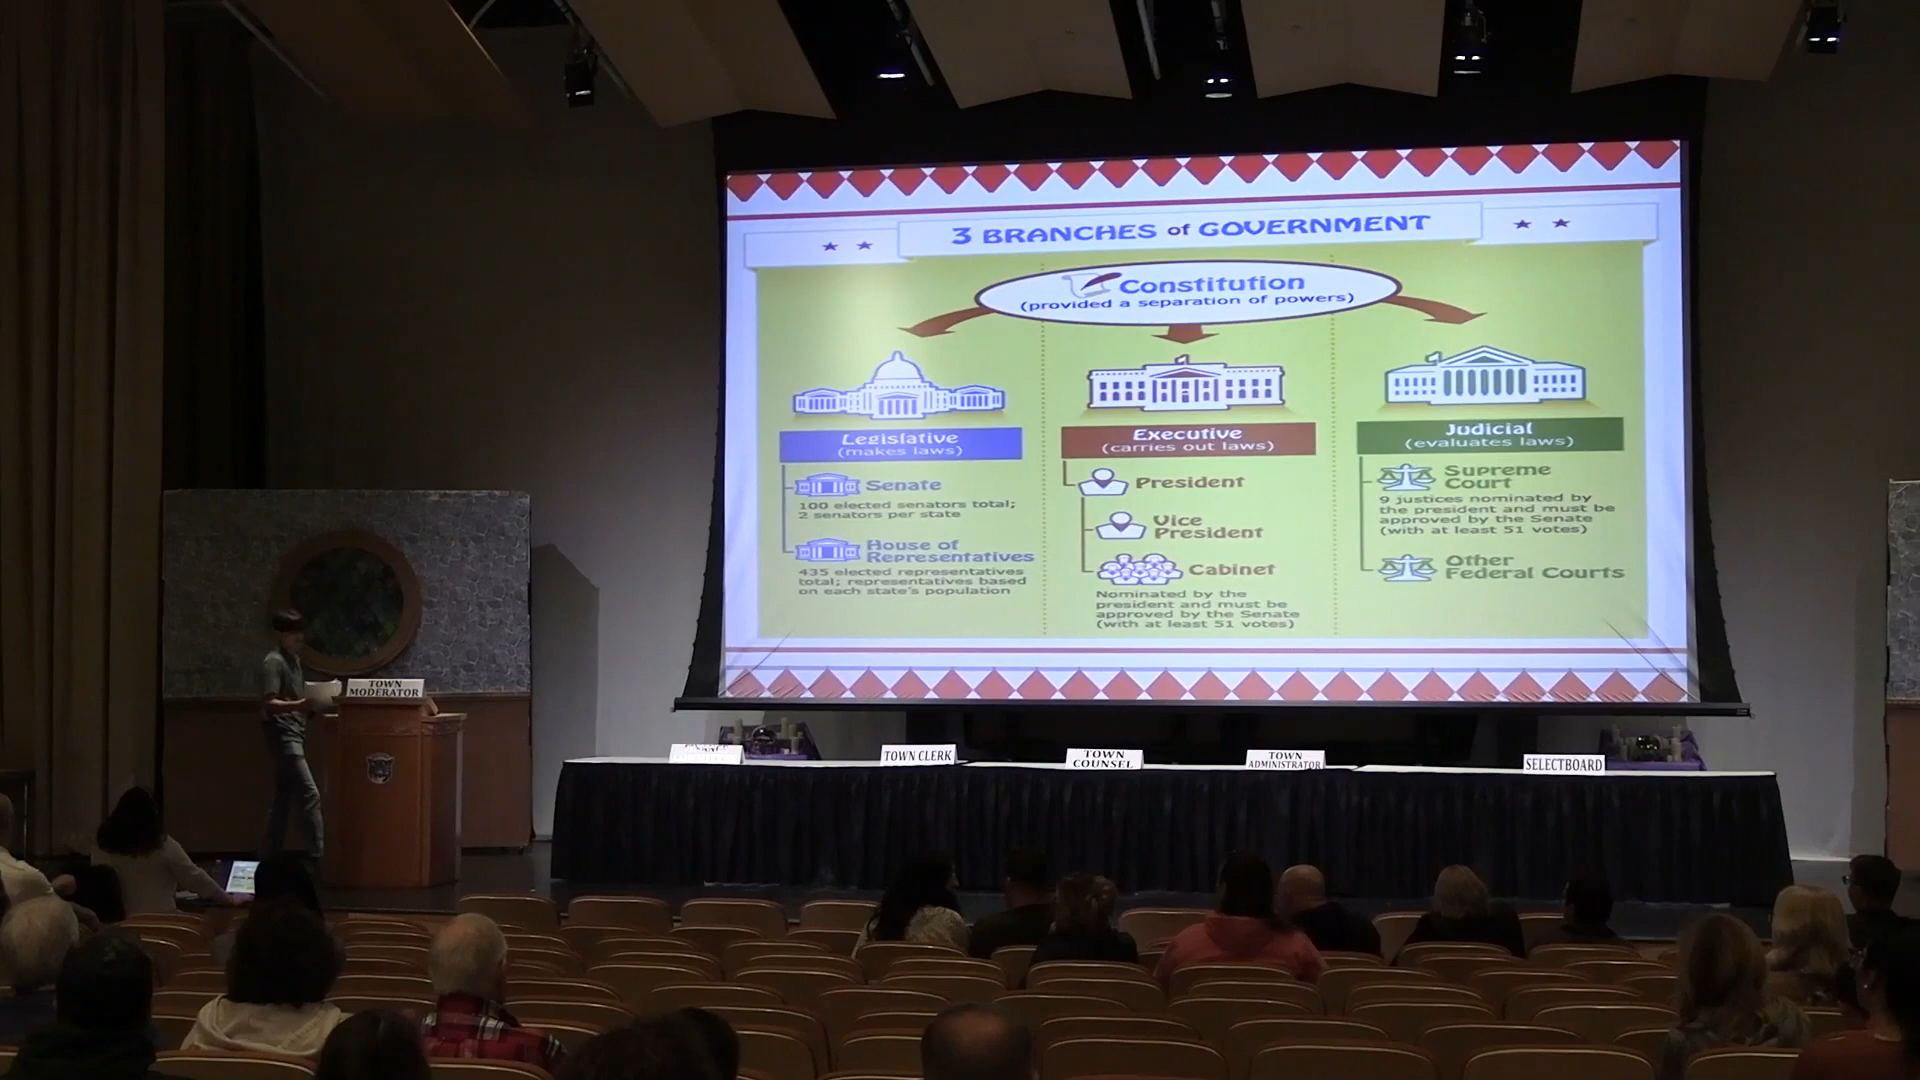 3 BRANCHES of GOVERNMENT
Constitution
(provided a separation of powers)
Legislative
(makes laws)
Senate
100 elected senators total;
2 senators per state
House of
Representatives
435 elected representatives
total; representatives based
on each state's population
Executive
(carries out laws)
President
Vice
President
Cabinet
Nominated by the
president and must be
approved by the Senate
(with at least 51 votes)
Judicial
(evaluates laws)
Supreme
Court
9 justices nominated by
the president and must be
approved by the Senate
(with at least 51 votes)
Other
Federal Courts
TOWN
MODERATOR
TOWN CLERK
TOWN
COUNSEL
TOWN
ADMINISTRATOR
SELECTBOARD